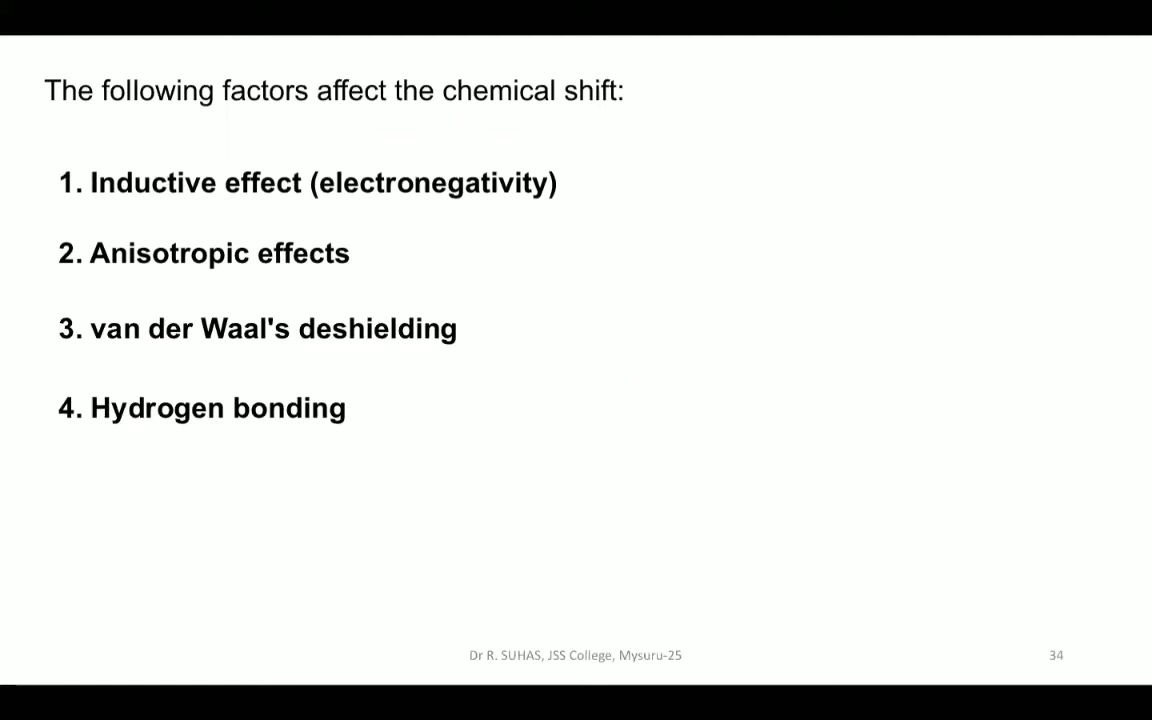 The following factors affect the chemical shift:
1. Inductive effect (electronegativity)
2. Anisotropic effects
3. van der Waal's deshielding
4. Hydrogen bonding
Dr R. SUHAS, JSS College, Mysuru-25
34